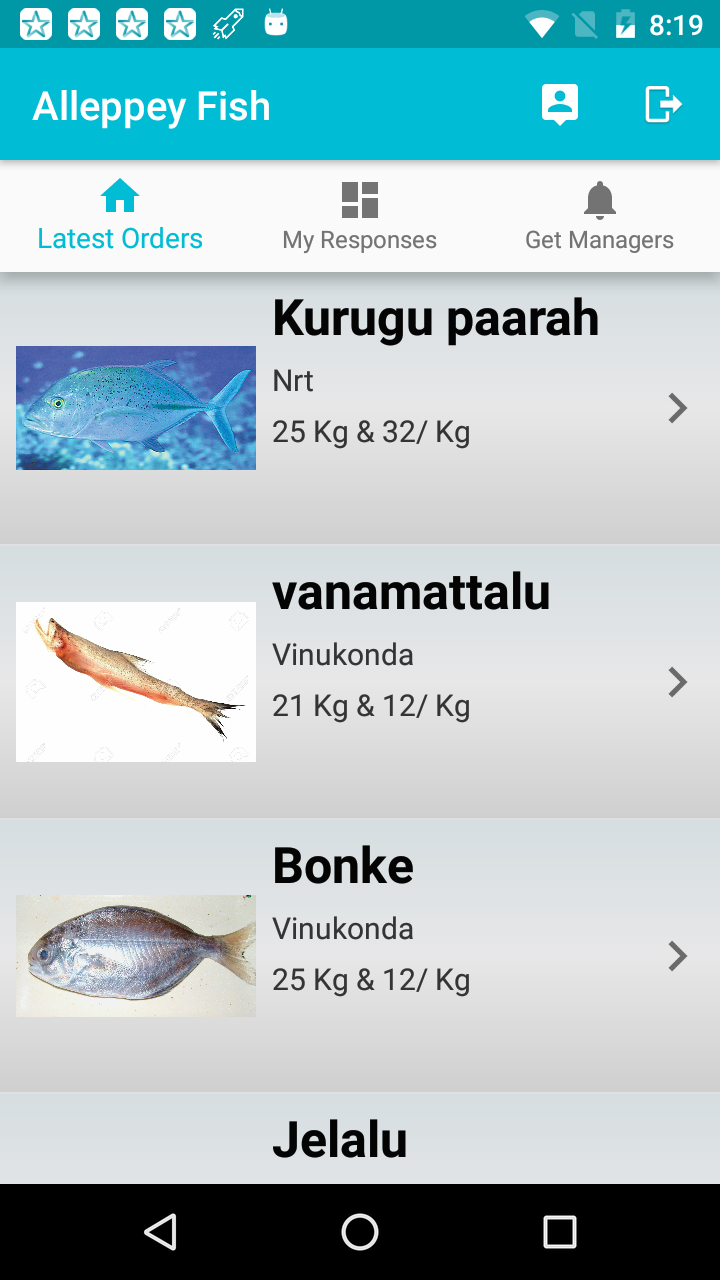 8:19
Alleppey Fish
Latest Orders
My Responses
Get Managers
Kurugu paarah
Nrt
25 Kg & 32/ Kg
vanamattalu
Vinukonda
21 Kg & 12/ Kg
Bonke
Vinukonda
25 Kg & 12/ Kg
Jelalu